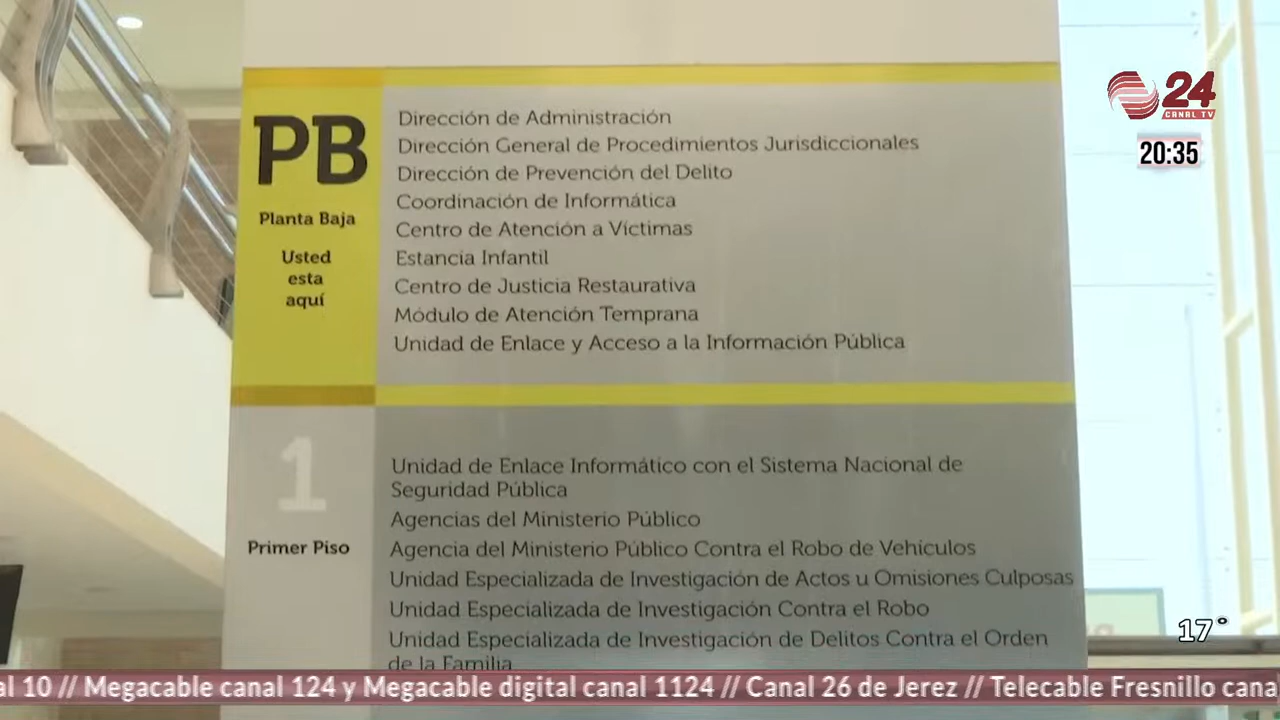 PB
Planta Baja
Usted
esta
aquí
Dirección de Administración
Dirección General de Procedimientos Jurisdiccionales
Dirección de Prevención del Delito
Coordinación de Informática
Centro de Atención a Víctimas
Estancia Infantil
Centro de Justicia Restaurativa
Módulo de Atención Temprana
Unidad de Enlace y Acceso a la Información Pública
1
Primer Piso
Unidad de Enlace Informático con el Sistema Nacional de
Seguridad Pública
Agencias del Ministerio Público
Agencia del Ministerio Público Contra el Robo de Vehículos
Unidad Especializada de Investigación de Actos u Omisiones Culposas
Unidad Especializada de Investigación Contra el Robo
Unidad Especializada de Investigación de Delitos Contra el Orden
de la Familia
24
CANAL TV
20:35
17°
al 10 // Megacable canal 124 y Megacable digital canal 1124 // Canal 26 de Jerez // Telecable Fresnillo cana